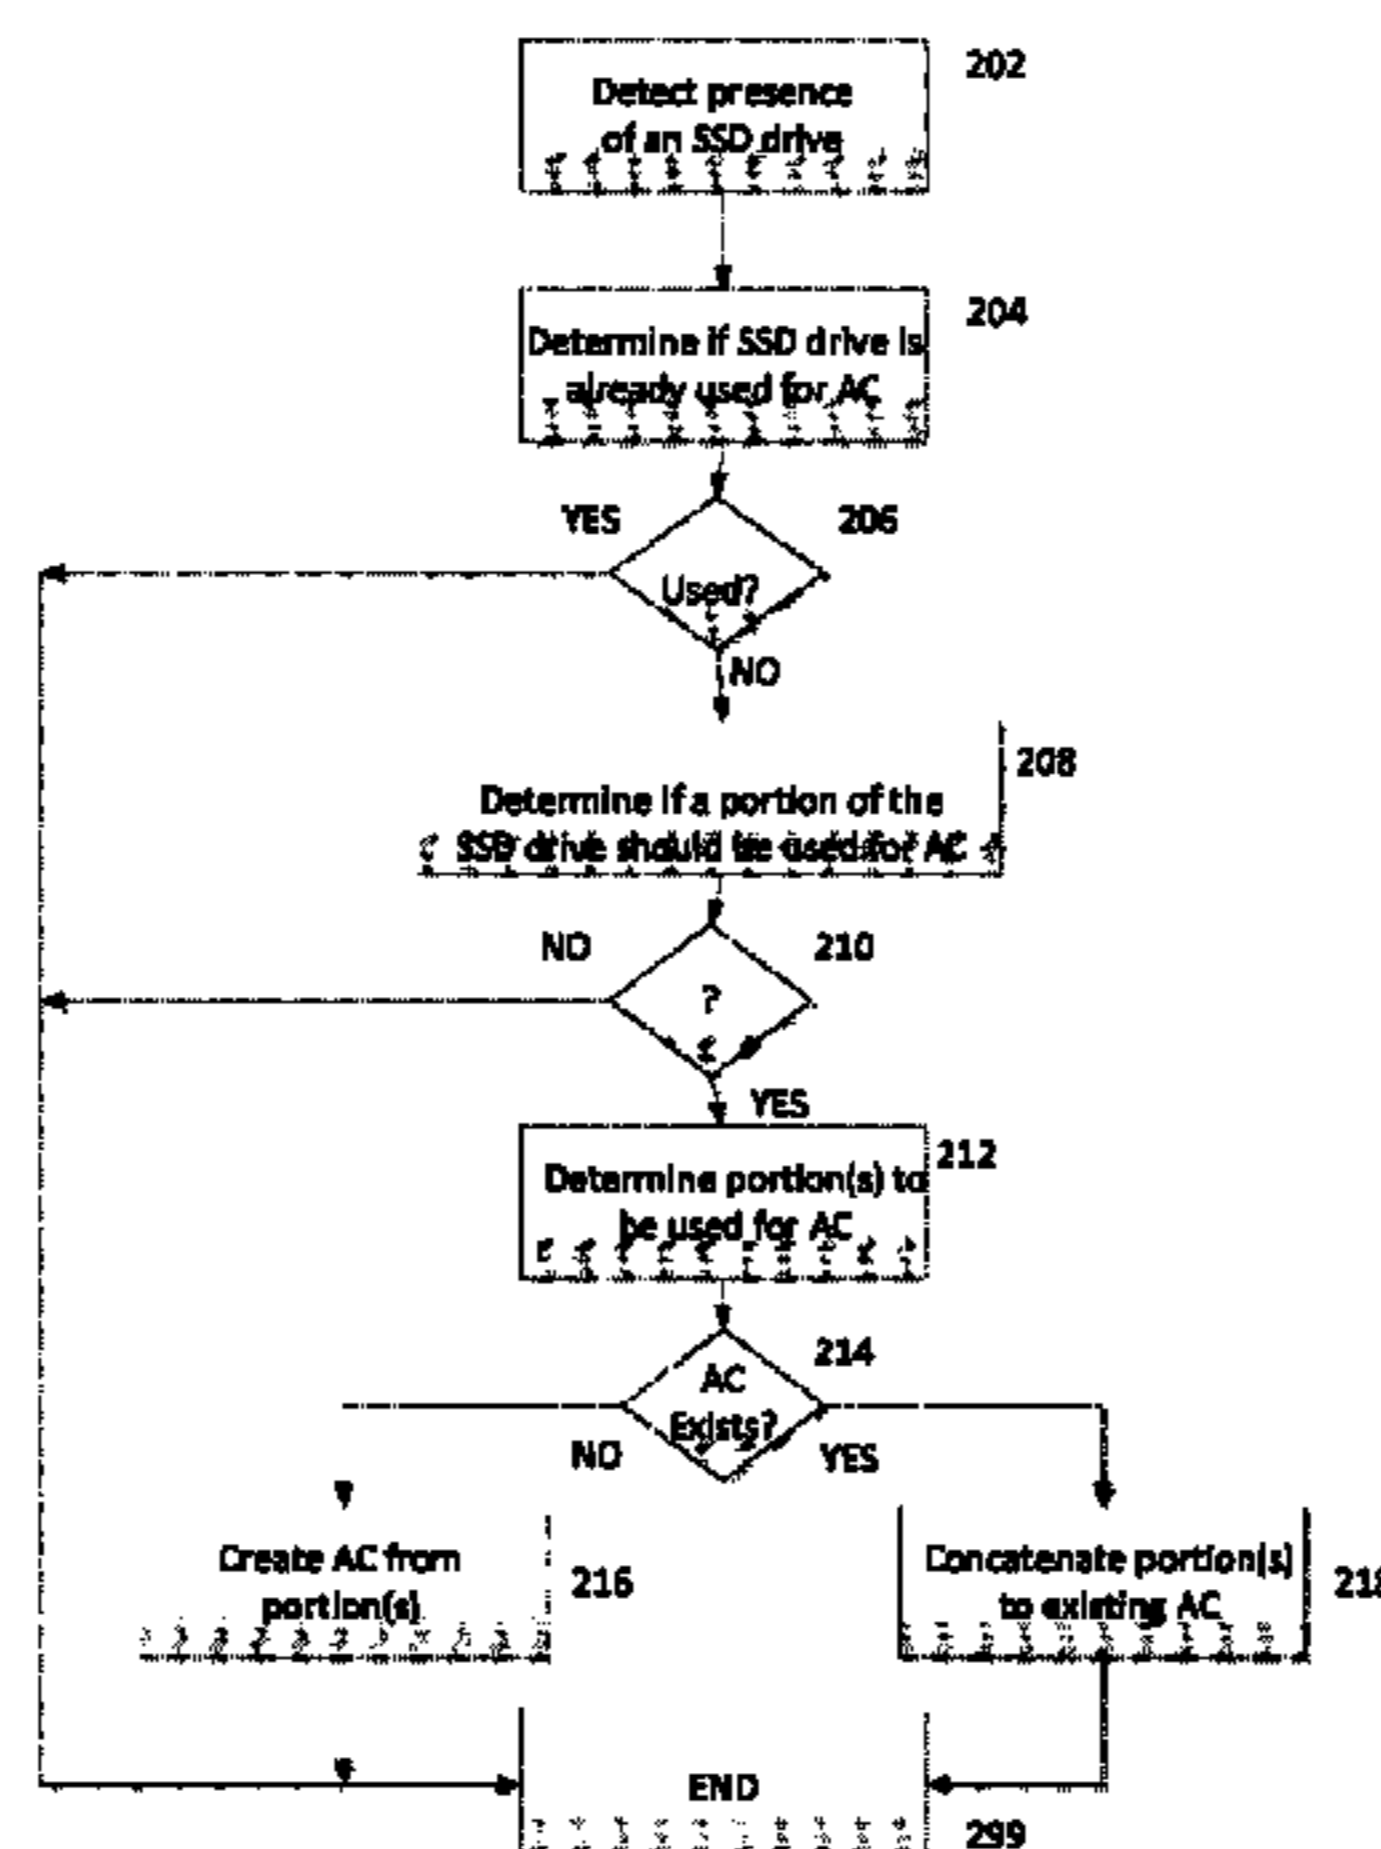 202
Detect presence
of an SSD drive
204
Determine if SSD drive is
already used for AC
YES
206
Used?
NO
208
Determine if a portion of the
SSD drive should be used for AC
NO
210
?
YES
212
Determine portion(s) to
be used for AC
214
AC
Exists?
NO
YES
Create AC from
portion(s)
216
Concatenate portion(s)
to existing AC
218
END
299